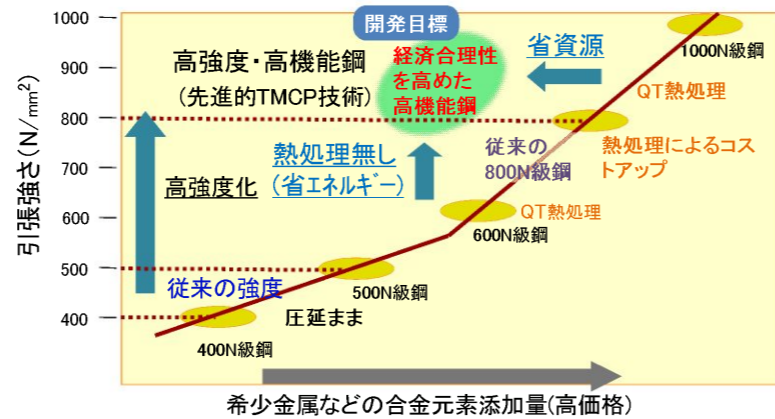 開発目標
1000
900
800
700
600
500
400
引張強さ(N/mm²)
高強度・高機能鋼
(先進的TMCP技術)
経済合理性
を高めた
高機能鋼
省資源
1000N級鋼
QT熱処理
熱処理によるコス
トアップ
従来の
800N級鋼
熱処理無し
(省エネルギー)
高強度化
QT熱処理
600N級鋼
従来の強度
500N級鋼
圧延まま
400N級鋼
希少金属などの合金元素添加量(高価格)